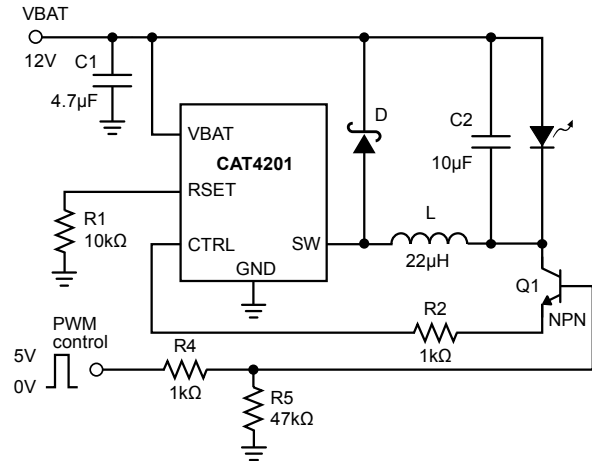 VBAT
12V
C1
4.7µF
VBAT
CAT4201
RSET
CTRL
SW
GND
R1
10kΩ
D
C2
10µF
L
22µH
Q1
NPN
R2
1kΩ
PWM
control
5V
0V
R4
1kΩ
R5
47kΩ